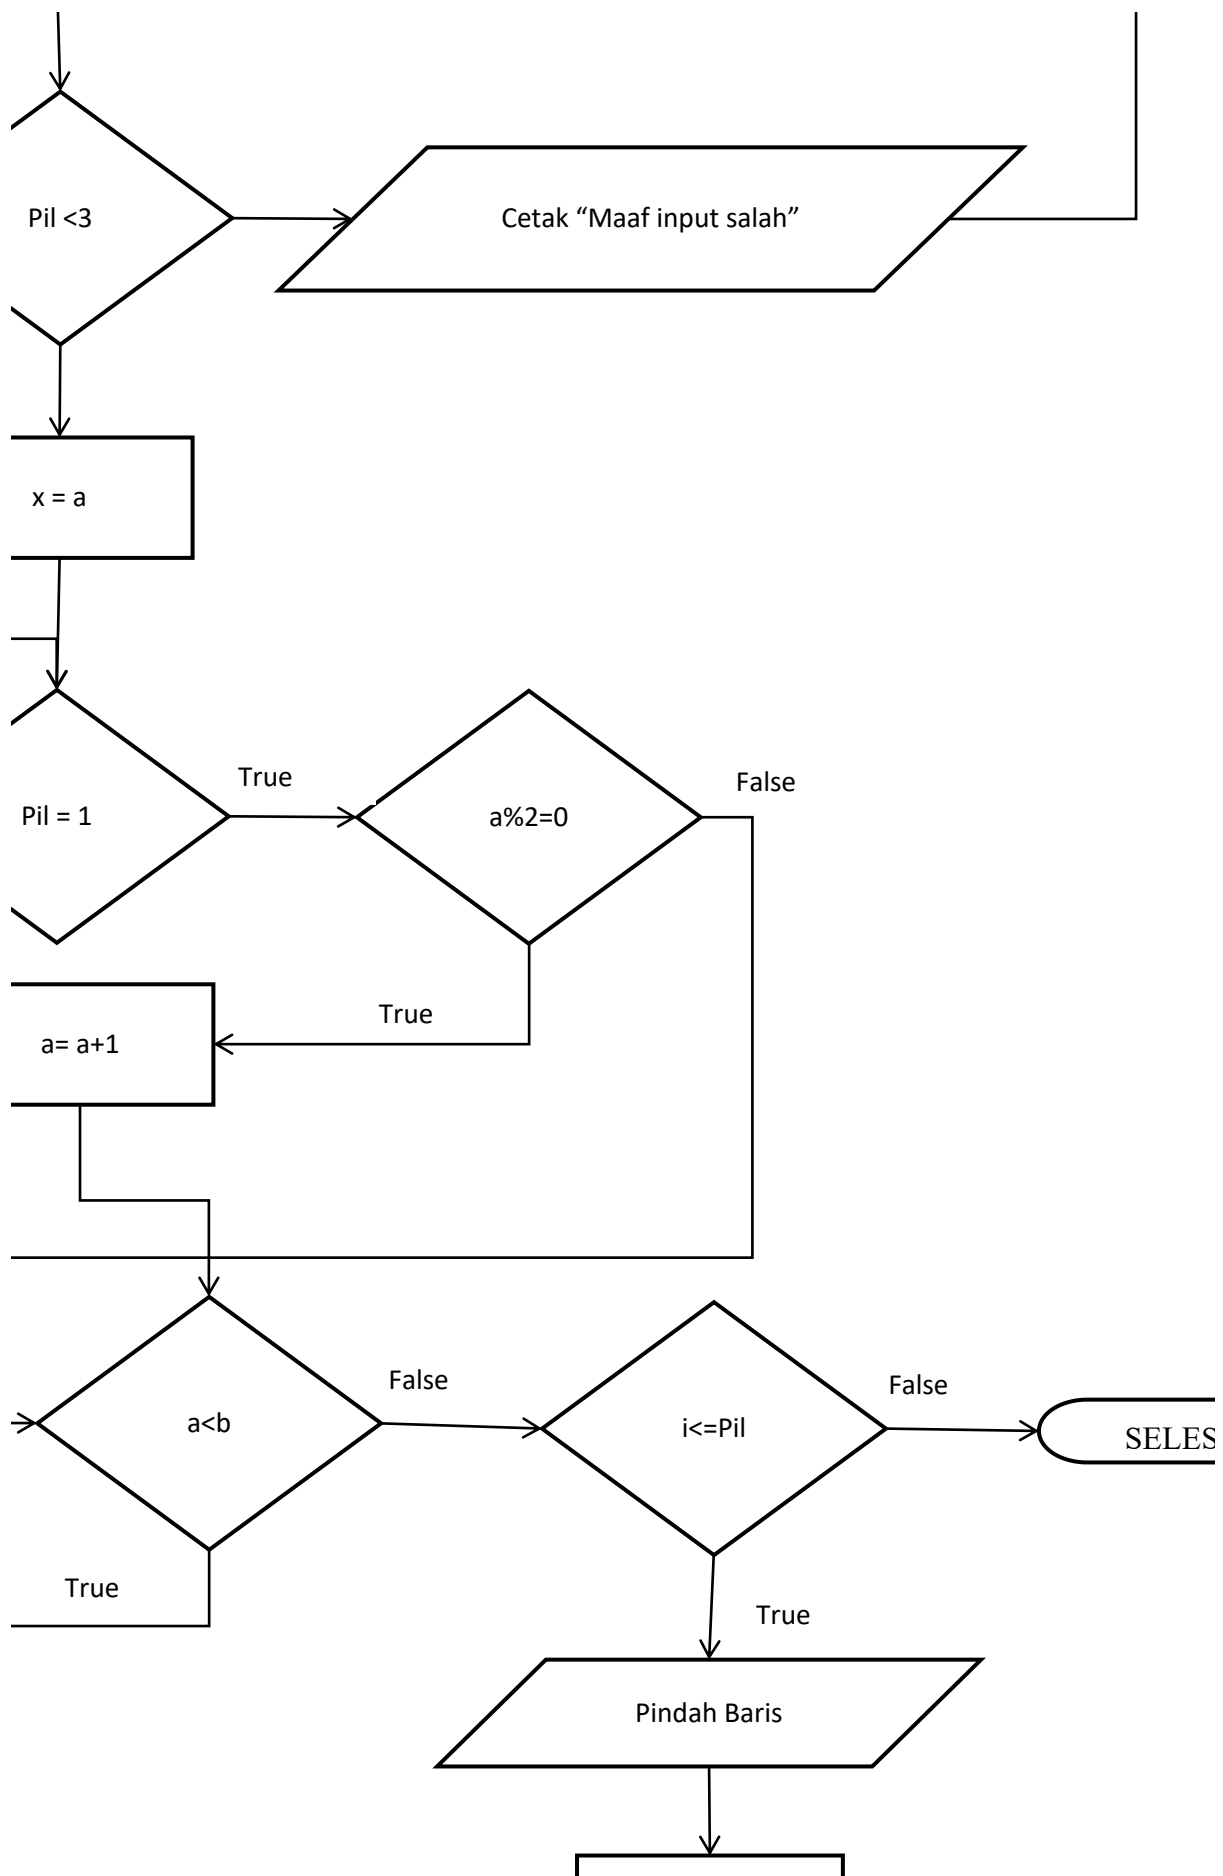 Pil <3
Cetak “Maaf input salah”
x = a
True
False
Pil = 1
a%2=0
True
a= a+1
False
False
a<b
i<=Pil
SELES
True
True
Pindah Baris